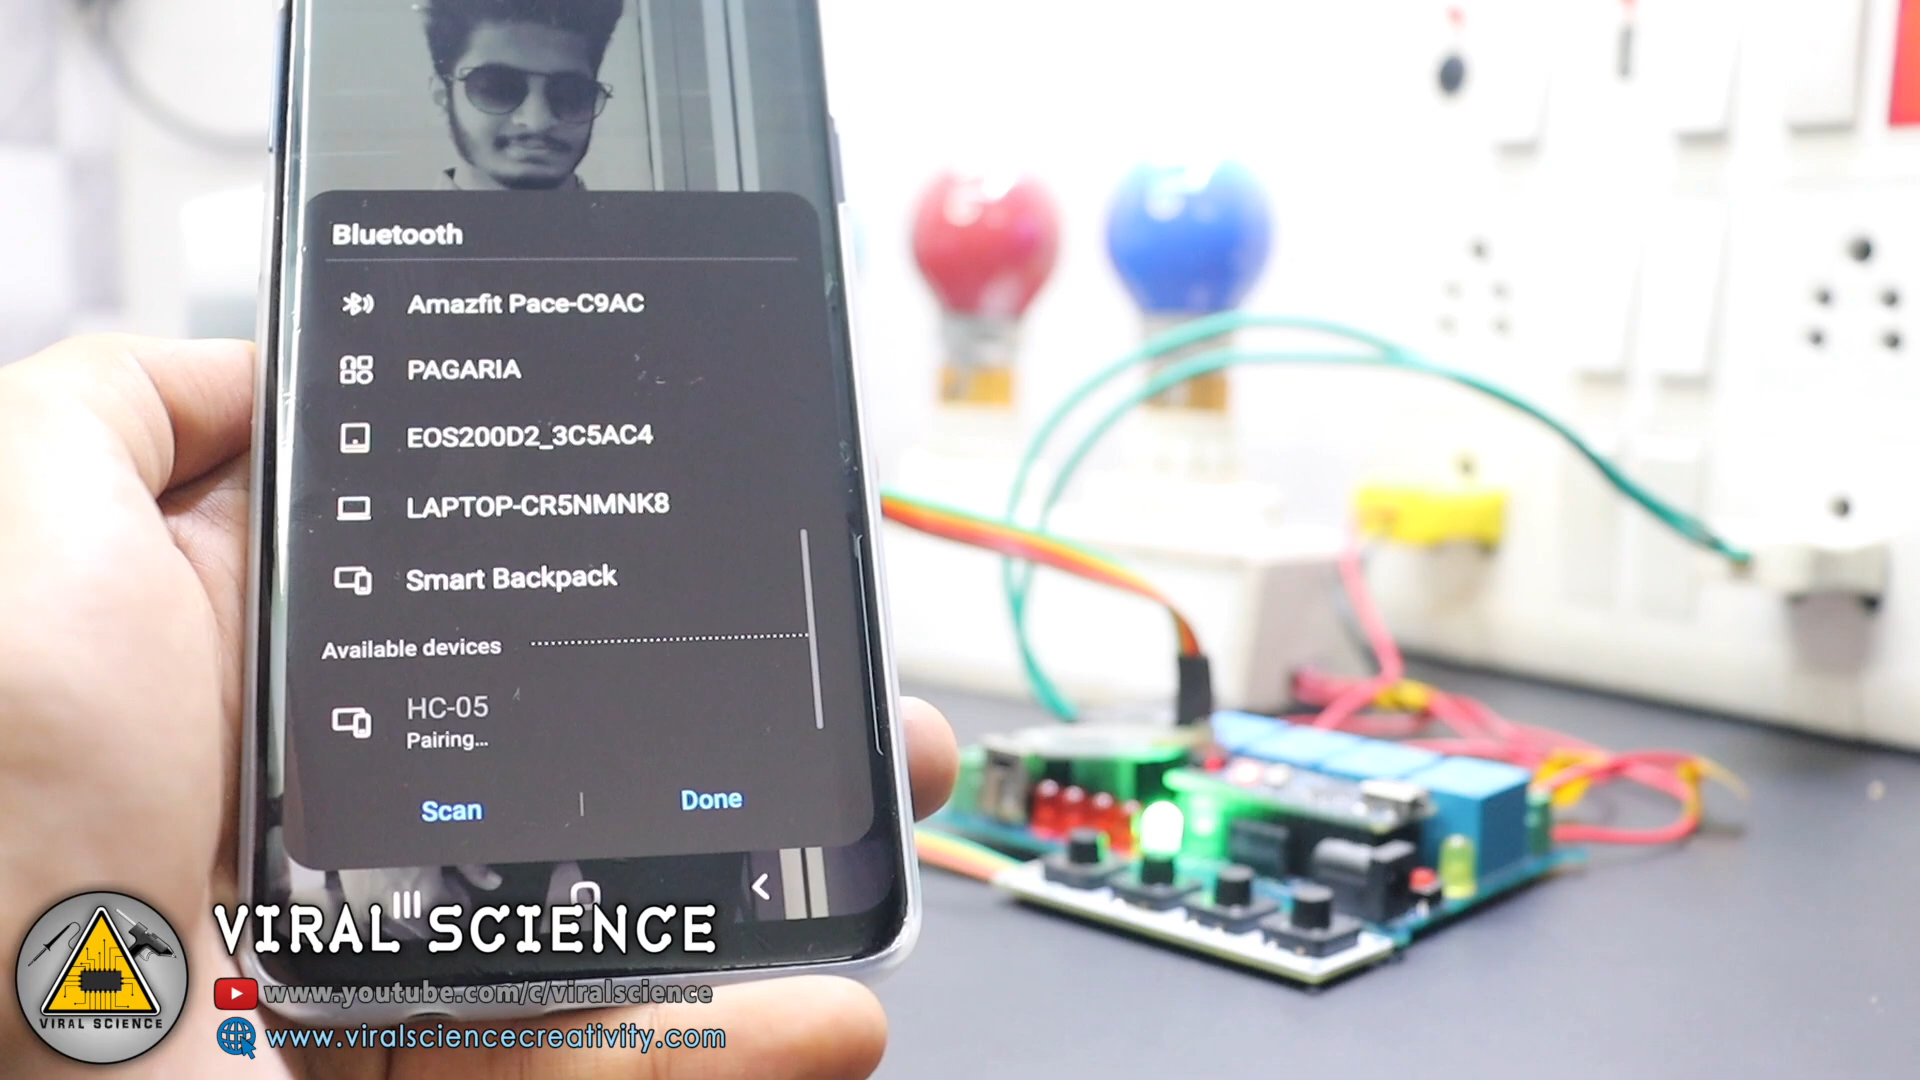 Bluetooth
Amazfit Pace-C9AC
PAGARIA
EOS200D2_3C5AC4
LAPTOP-CR5NMNK8
Smart Backpack
Available devices
HC-05
Pairing...
Scan | Done
VIRAL SCIENCE
VIRAL SCIENCE
www.youtube.com/c/viralscience
www.viralsciencecreativity.com